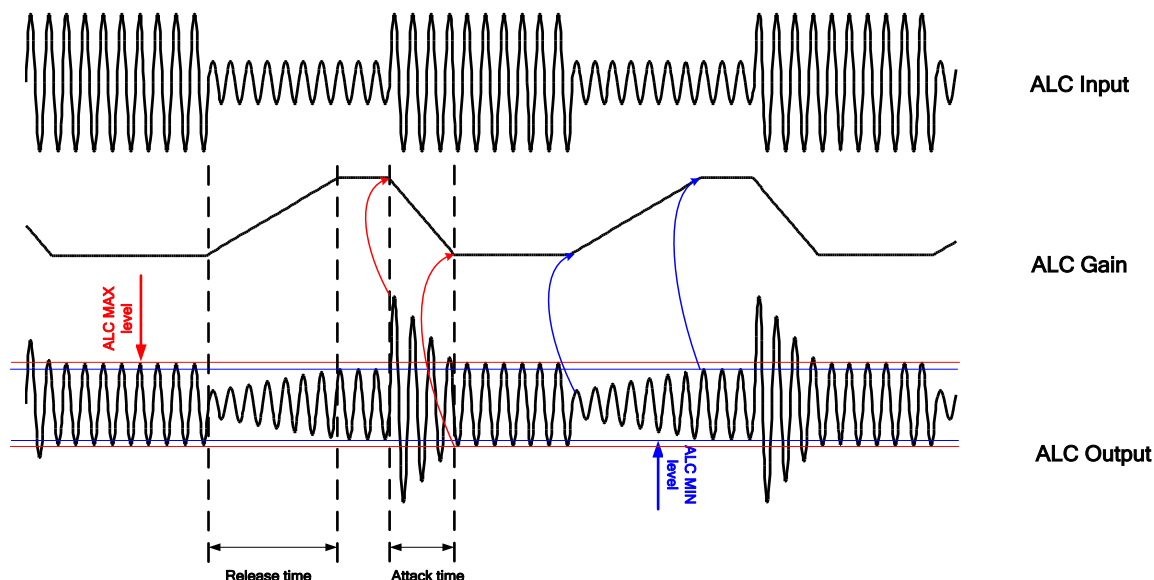 ALC Input
ALC Gain
ALC MAX
level
ALC MIN
level
ALC Output
Release time
Attack time